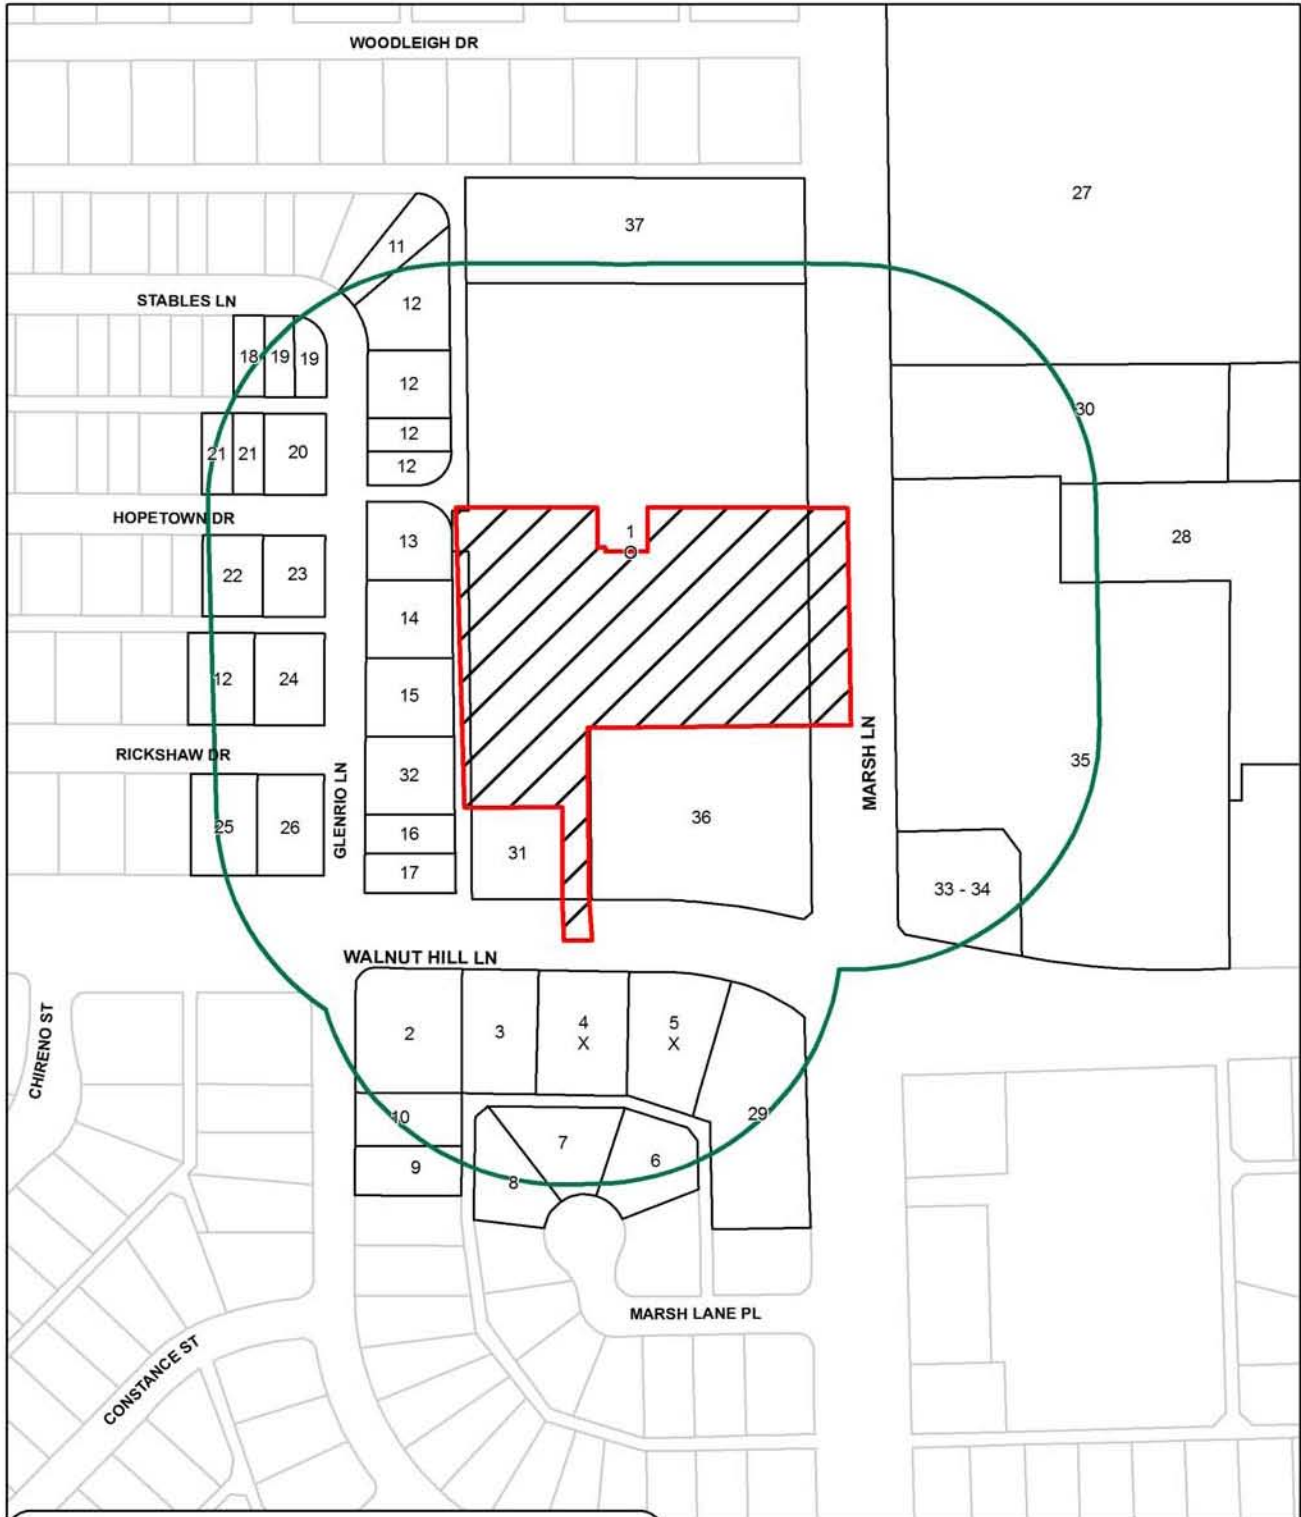 WOODLEIGH DR
27
37
11
STABLES LN
12
18
19
19
12
30
12
21
21
20
12
HOPETOWN DR
1
O
28
13
22
23
14
12
24
15
RICKSHAW DR
GLENRIO LN
32
MARSH LN
35
25
26
16
36
31
17
33 - 34
WALNUT HILL LN
CHIRENO ST
2
3
4
X
5
X
10
29
7
6
9
8
MARSH LANE PL
CONSTANCE ST